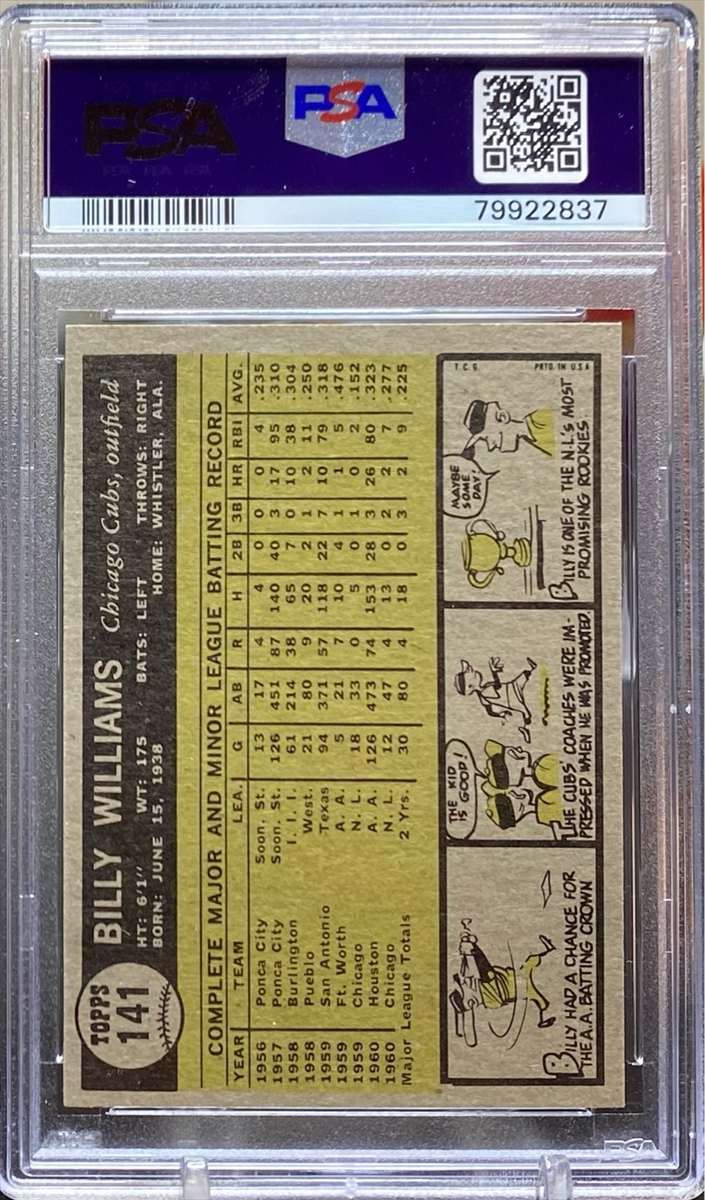 PSA
PSA
PSA PSA PSA
79922837
TOPPS
141
BILLY WILLIAMS Chicago Cubs, outfield
HT: 6'1" WT: 175 BATS: LEFT THROWS: RIGHT
BORN: JUNE 15, 1938 HOME: WHISTLER, ALA.
COMPLETE MAJOR AND MINOR LEAGUE BATTING RECORD
YEAR TEAM LEA. G AB R H 2B 3B HR RBI AVG.
1956 Ponca City Soon. St. 13 17 4 4 0 0 0 4 .235
1957 Ponca City Soon. St. 126 451 87 140 40 3 17 95 .310
1958 Burlington I. I. I. 61 214 38 65 7 0 10 38 .304
1958 Pueblo West. 21 80 9 20 2 1 2 11 .250
1959 San Antonio Texas 94 371 57 118 22 7 10 79 .318
1959 Ft. Worth A. A. 5 21 7 10 4 1 1 5 .476
1959 Chicago N. L. 18 33 0 5 0 1 0 2 .152
1960 Houston A. A. 126 473 74 153 28 3 26 80 .323
1960 Chicago N. L. 12 47 4 13 0 2 2 7 .277
Major League Totals 2 Yrs. 30 80 4 18 0 3 2 9 .225
BILLY HAD A CHANCE FOR
THE A.A. BATTING CROWN
THE KID
IS GOOD!
THE CUBS' COACHES WERE IM-
PRESSED WHEN HE WAS PROMOTED.
MAYBE
SOME
DAY!
BILLY IS ONE OF THE N.L.'S MOST
PROMISING ROOKIES
T.C.G. PRTD. IN U.S.A.
PSA